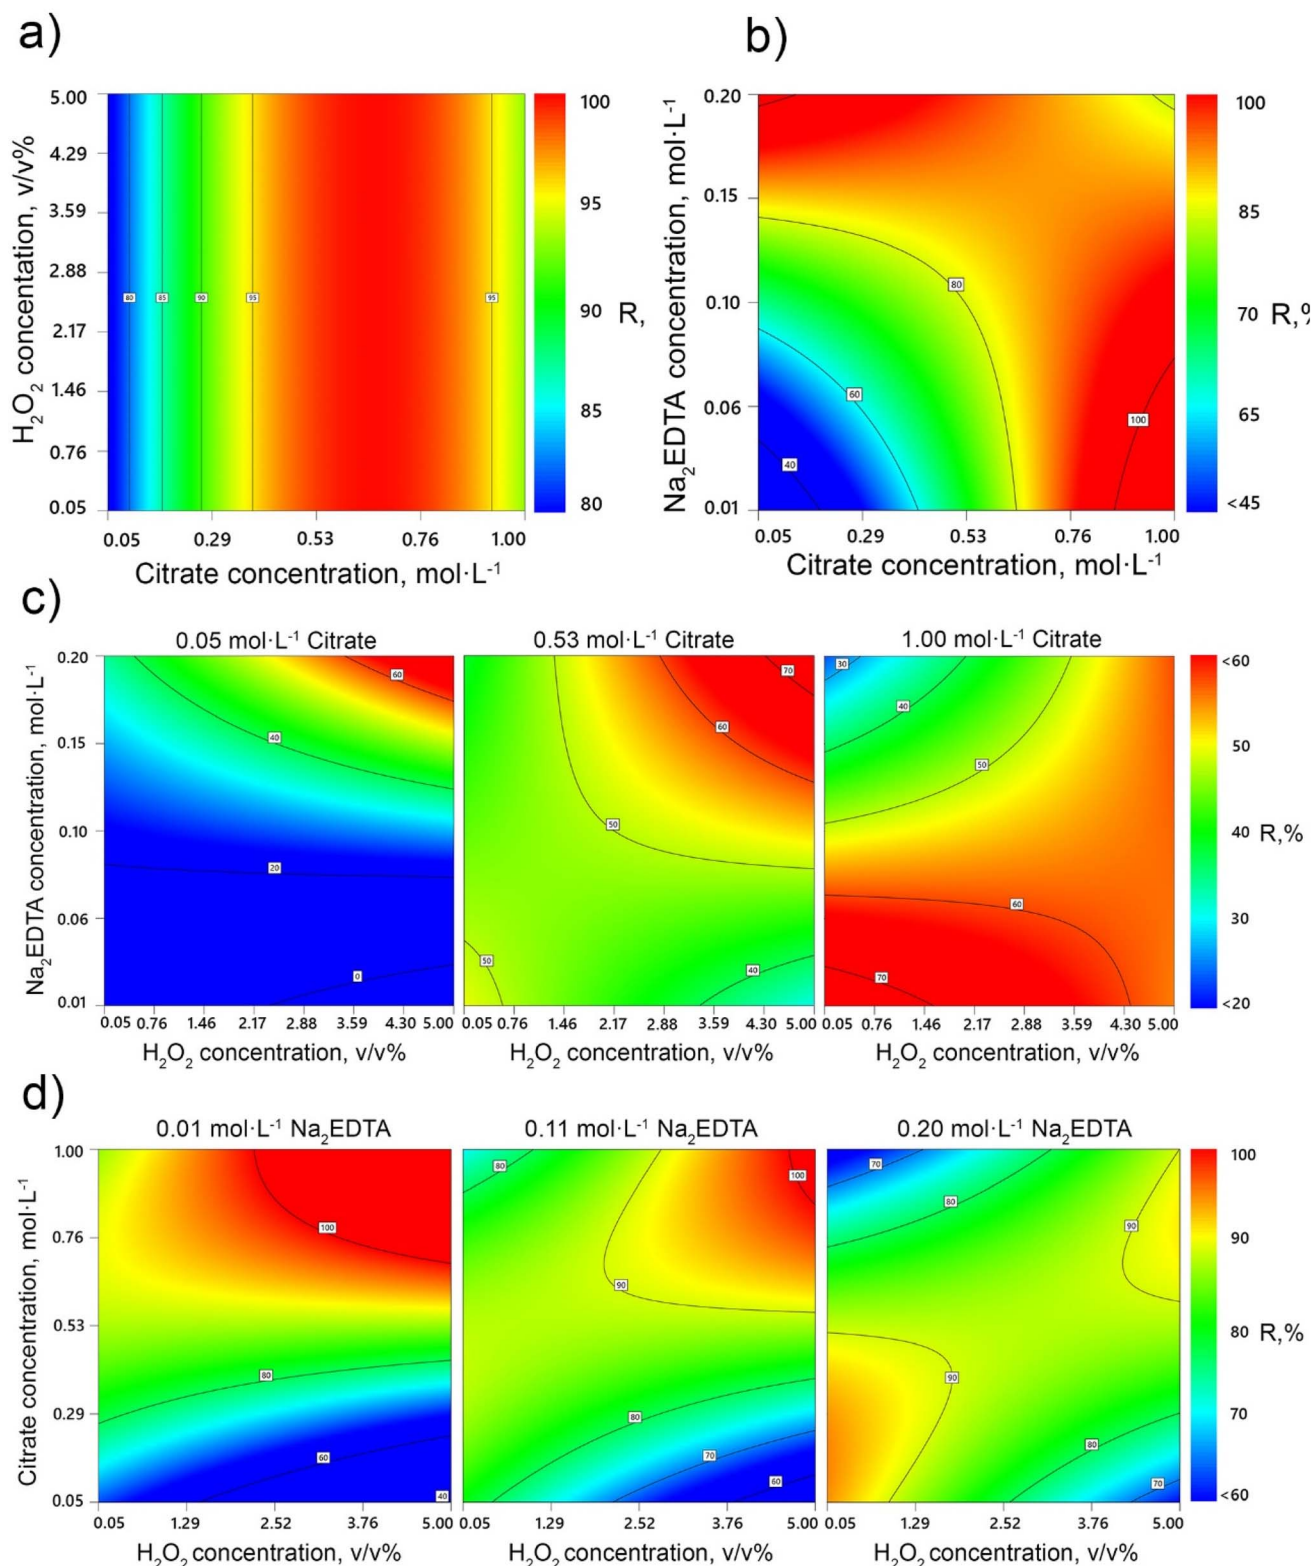 a)
H₂O₂ concentation, v/v%
5.00
4.29
3.59
2.88
2.17
1.46
0.76
0.05
80
85
90
95
95
0.05 0.29 0.53 0.76 1.00
Citrate concentration, mol·L⁻¹
100
95
90
85
80
R,
b)
Na₂EDTA concentration, mol·L⁻¹
0.20
0.15
0.10
0.06
0.01
80
60
40
100
0.05 0.29 0.53 0.76 1.00
Citrate concentration, mol·L⁻¹
100
85
70
65
<45
R,%
c)
0.05 mol·L⁻¹ Citrate
0.53 mol·L⁻¹ Citrate
1.00 mol·L⁻¹ Citrate
Na₂EDTA concentration, mol·L⁻¹
0.20
0.15
0.10
0.06
0.01
60
40
20
0
70
60
50
50
40
30
40
50
60
70
0.05 0.76 1.46 2.17 2.88 3.59 4.30 5.00
0.05 0.76 1.46 2.17 2.88 3.59 4.30 5.00
0.05 0.76 1.46 2.17 2.88 3.59 4.30 5.00
H₂O₂ concentration, v/v%
H₂O₂ concentration, v/v%
H₂O₂ concentration, v/v%
<60
50
40
30
<20
R,%
d)
0.01 mol·L⁻¹ Na₂EDTA
0.11 mol·L⁻¹ Na₂EDTA
0.20 mol·L⁻¹ Na₂EDTA
Citrate concentration, mol·L⁻¹
1.00
0.76
0.53
0.29
0.05
100
80
60
40
80
100
90
80
70
60
70
80
90
90
80
70
0.05 1.29 2.52 3.76 5.00
0.05 1.29 2.52 3.76 5.00
0.05 1.29 2.52 3.76 5.00
H₂O₂ concentration, v/v%
H₂O₂ concentration, v/v%
H₂O₂ concentration, v/v%
100
90
80
70
<60
R,%